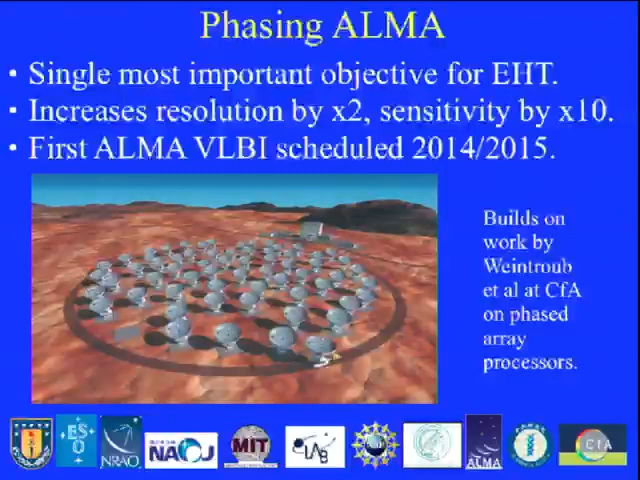 Phasing ALMA
• Single most important objective for EHT.
• Increases resolution by x2, sensitivity by x10.
• First ALMA VLBI scheduled 2014/2015.
Builds on
work by
Weintroub
et al at CfA
on phased
array
processors.
ES
O
NRAO
NAOJ
MIT
LAB
ALMA
CfA